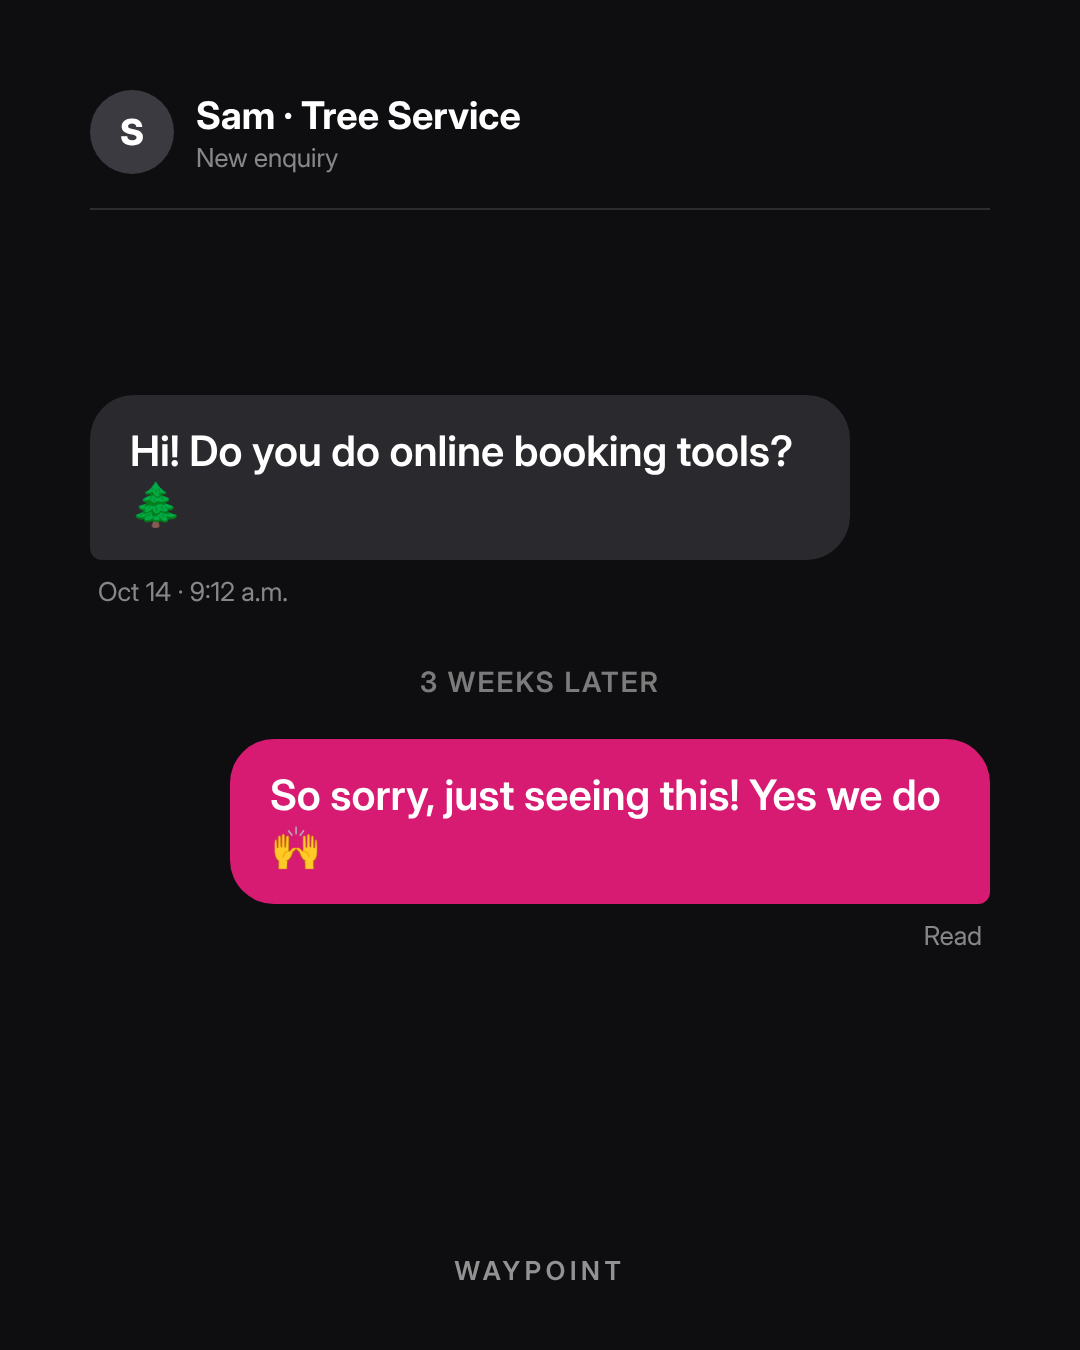 S
Sam · Tree Service
New enquiry
Hi! Do you do online booking tools?
🌲
Oct 14 · 9:12 a.m.
3 WEEKS LATER
So sorry, just seeing this! Yes we do
🙌
Read
WAYPOINT